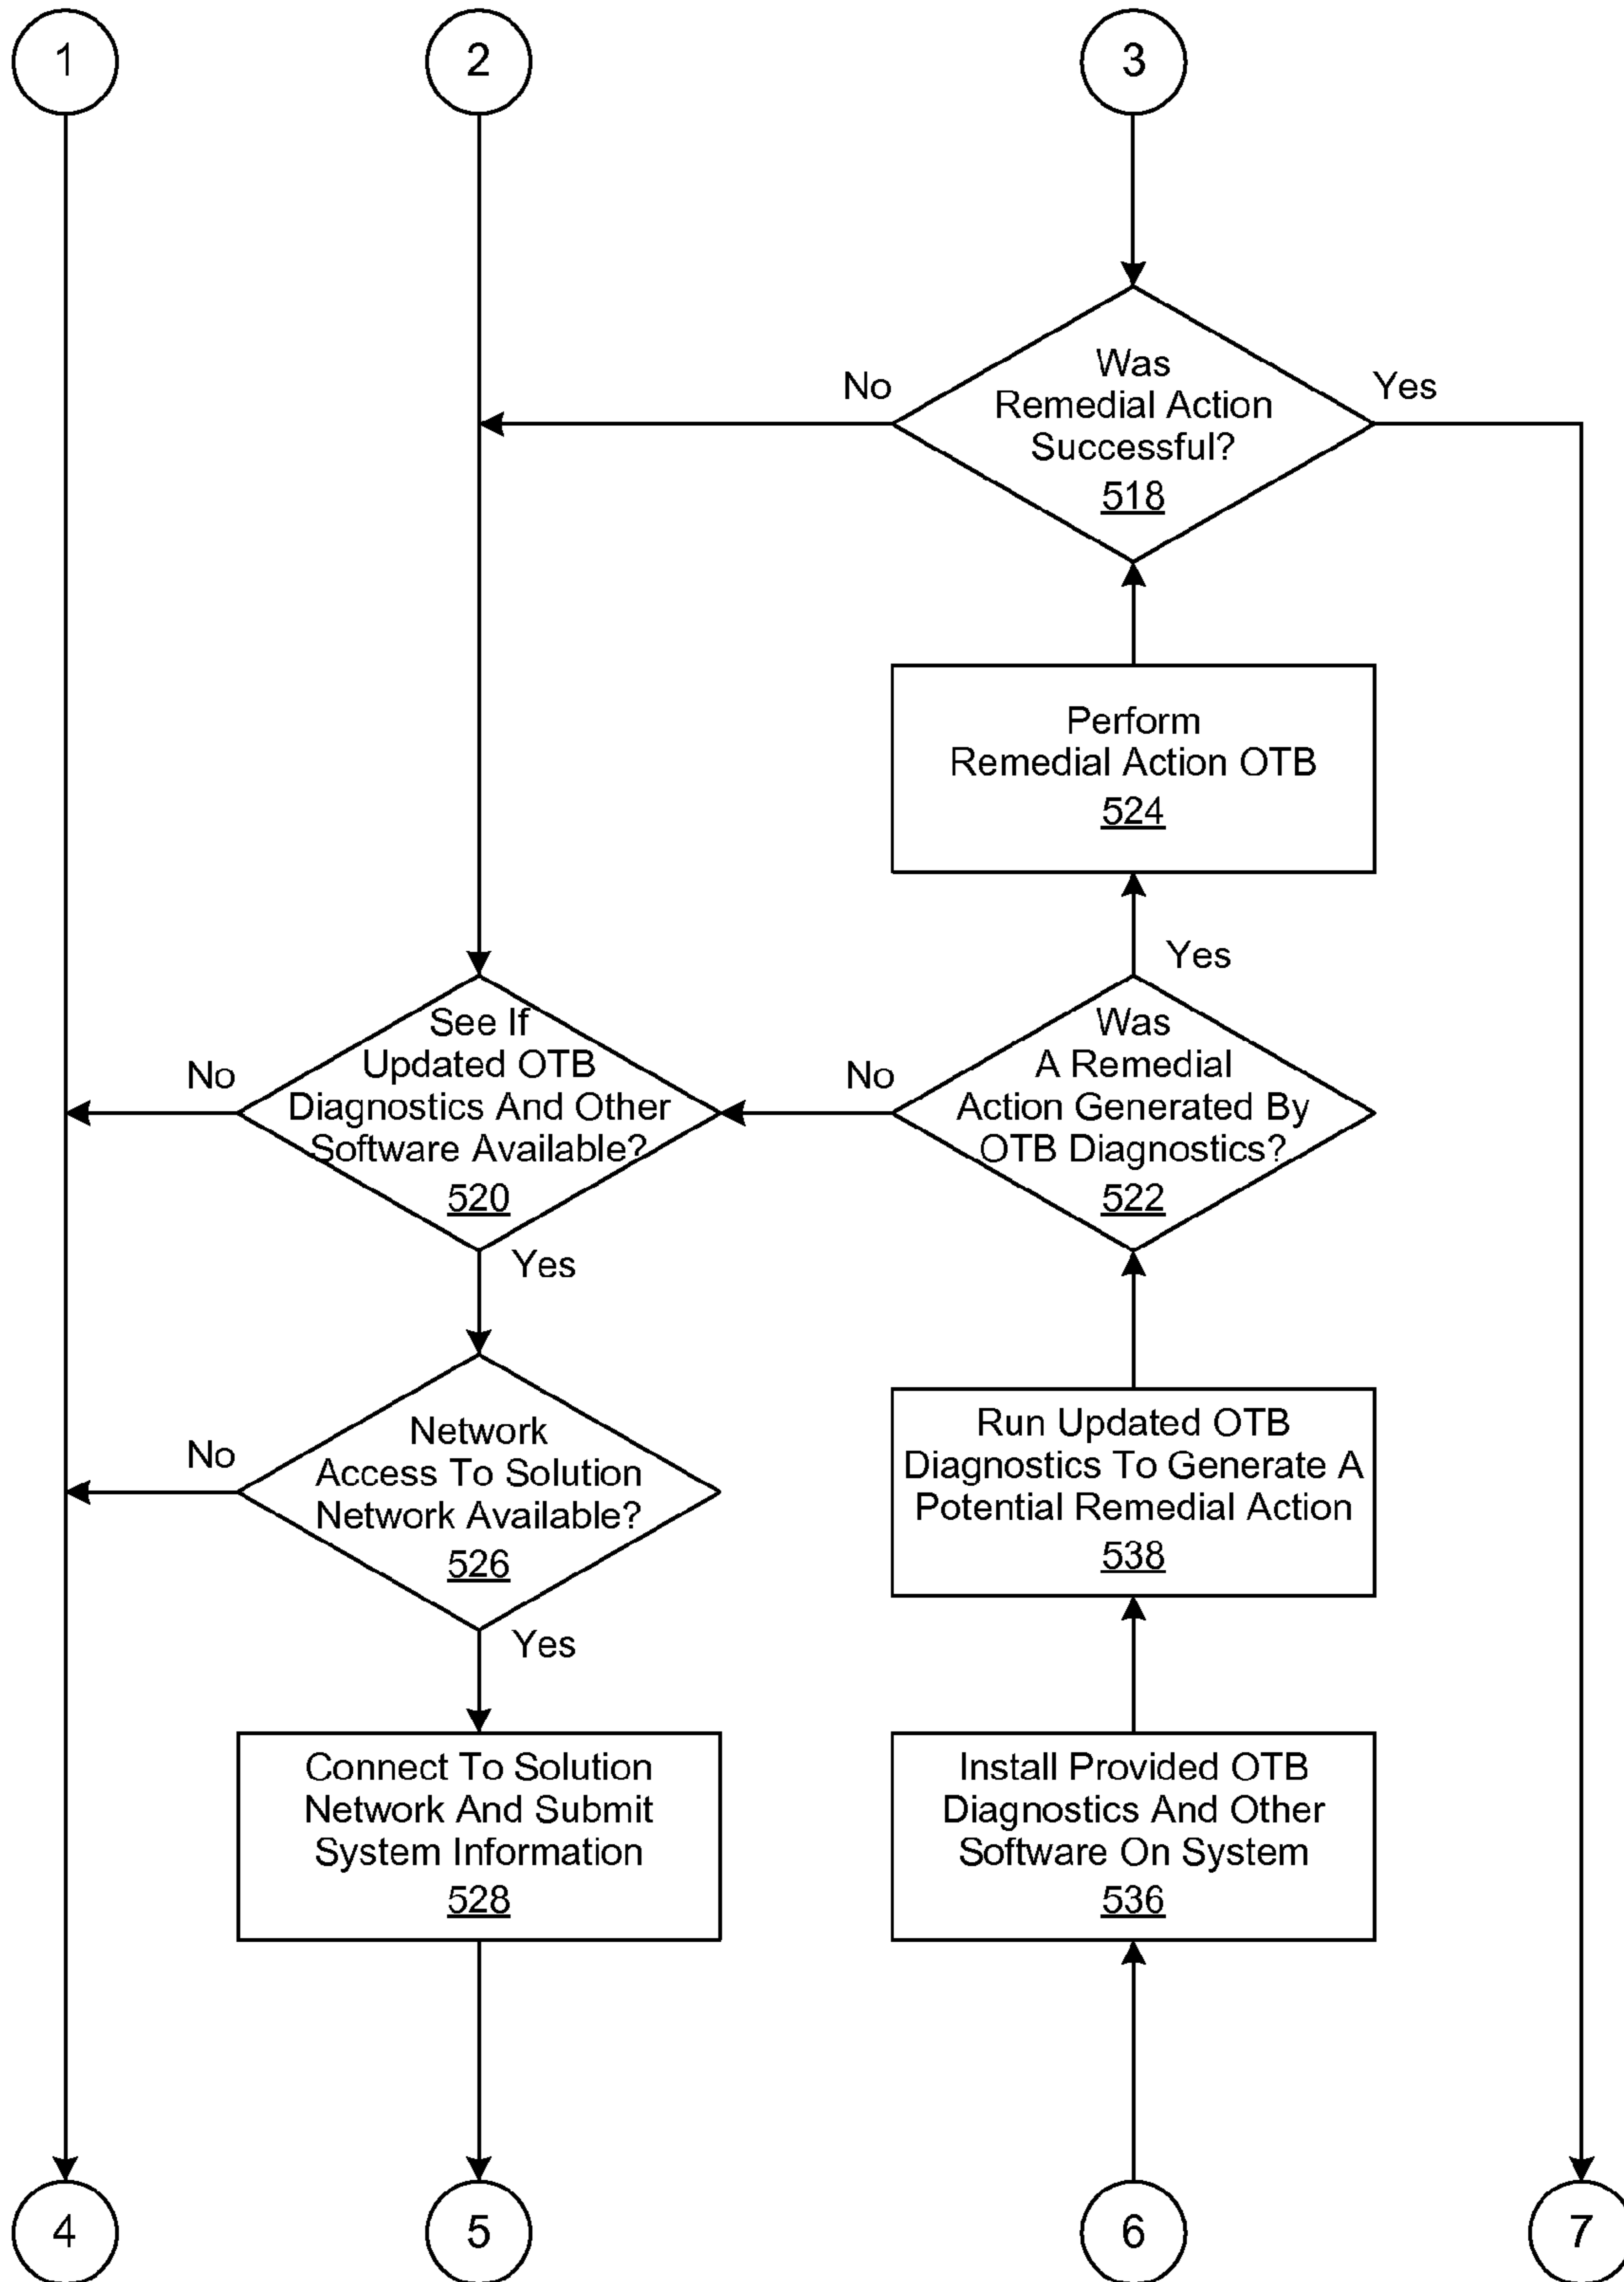 1
2
3
Was
Remedial Action
Successful?
518
No
Yes
Perform
Remedial Action OTB
524
Yes
See If
Updated OTB
Diagnostics And Other
Software Available?
520
No
Yes
Was
A Remedial
Action Generated By
OTB Diagnostics?
522
No
Network
Access To Solution
Network Available?
526
No
Yes
Run Updated OTB
Diagnostics To Generate A
Potential Remedial Action
538
Connect To Solution
Network And Submit
System Information
528
Install Provided OTB
Diagnostics And Other
Software On System
536
4
5
6
7